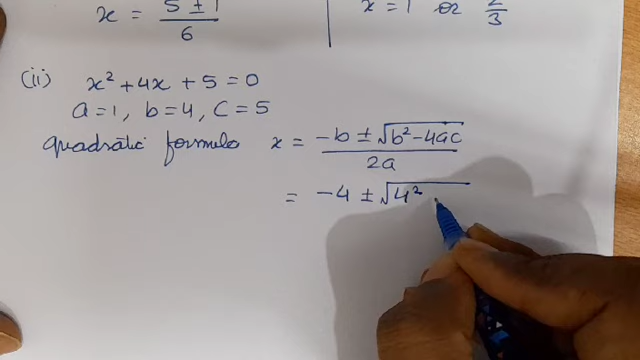 x = 5 ± 1 / 6
x = 1 or 2/3
(ii) x² + 4x + 5 = 0
a = 1, b = 4, c = 5
quadratic formula x = -b ± √b² - 4ac / 2a
= -4 ± √4²